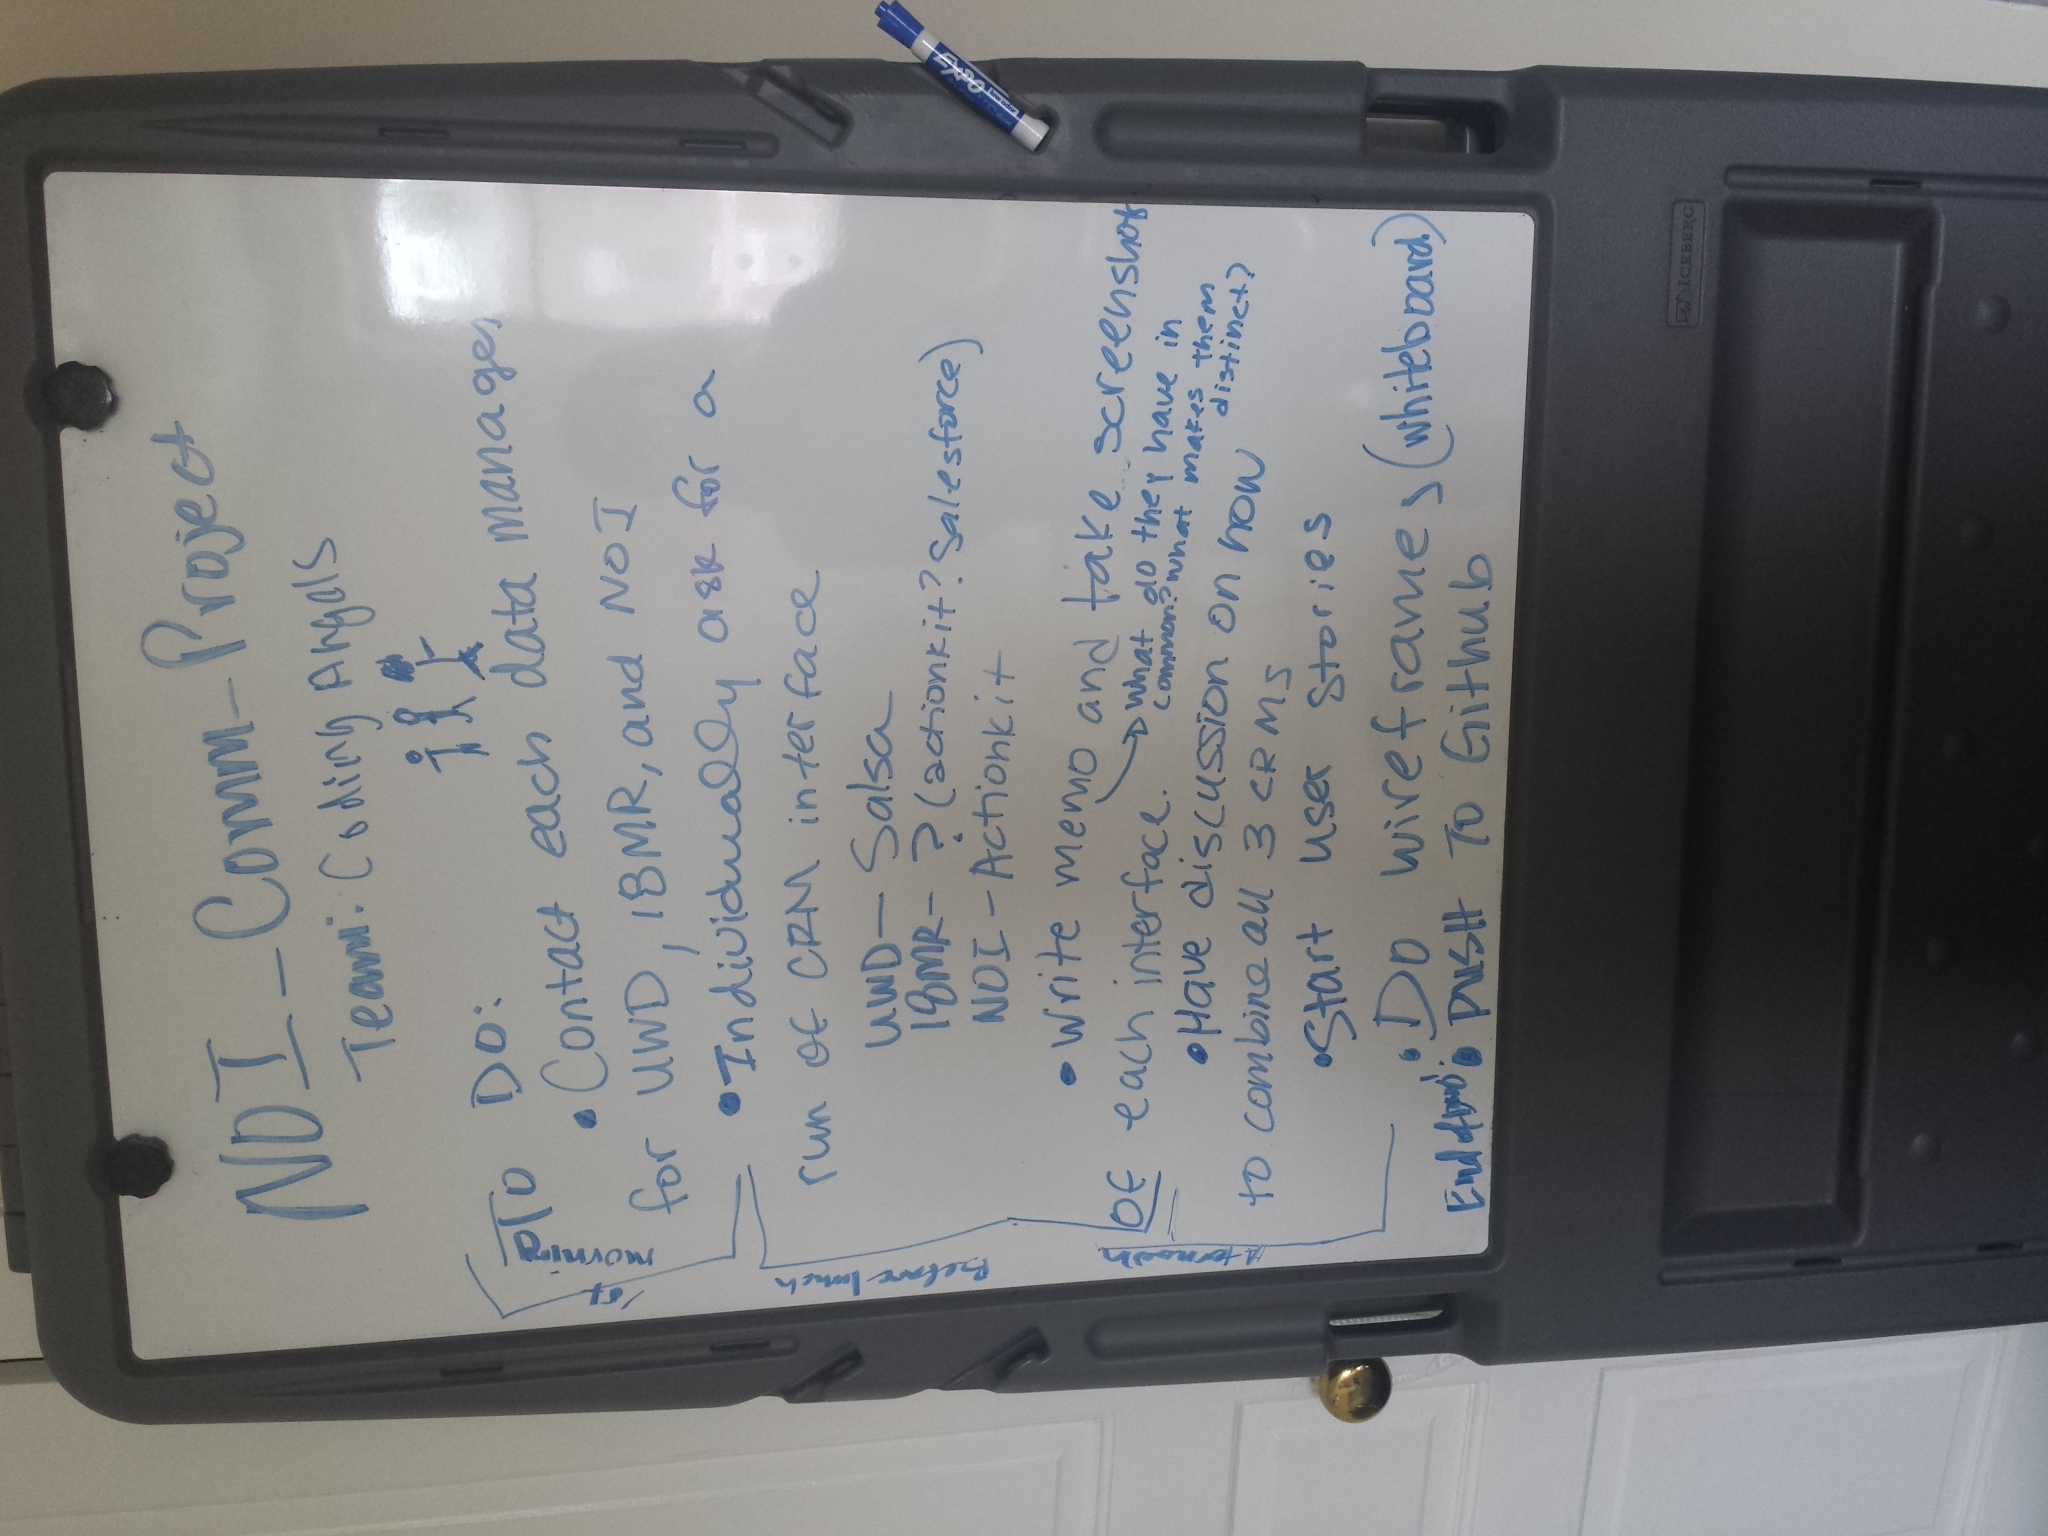 NOI_Comm_Project
Team: Coding Angels
To Do:
• Contact each data manager
for UWD, 18MR, and NOI
• Individually ask for a
run of CRM interface
UWD— Salsa
18MR- ? (actionkit? Salesforce)
NOI - Actionkit
• Write memo and take screenshots
of each interface.
What do they have in
common? What makes them
distinct?
• Have discussion on how
to combine all 3 CRMs
• Start user stories
• Do wireframes (whiteboard)
End of Day: • PUSH TO Github
morning
Before lunch
Afternoon
EXPO
ICEBERG